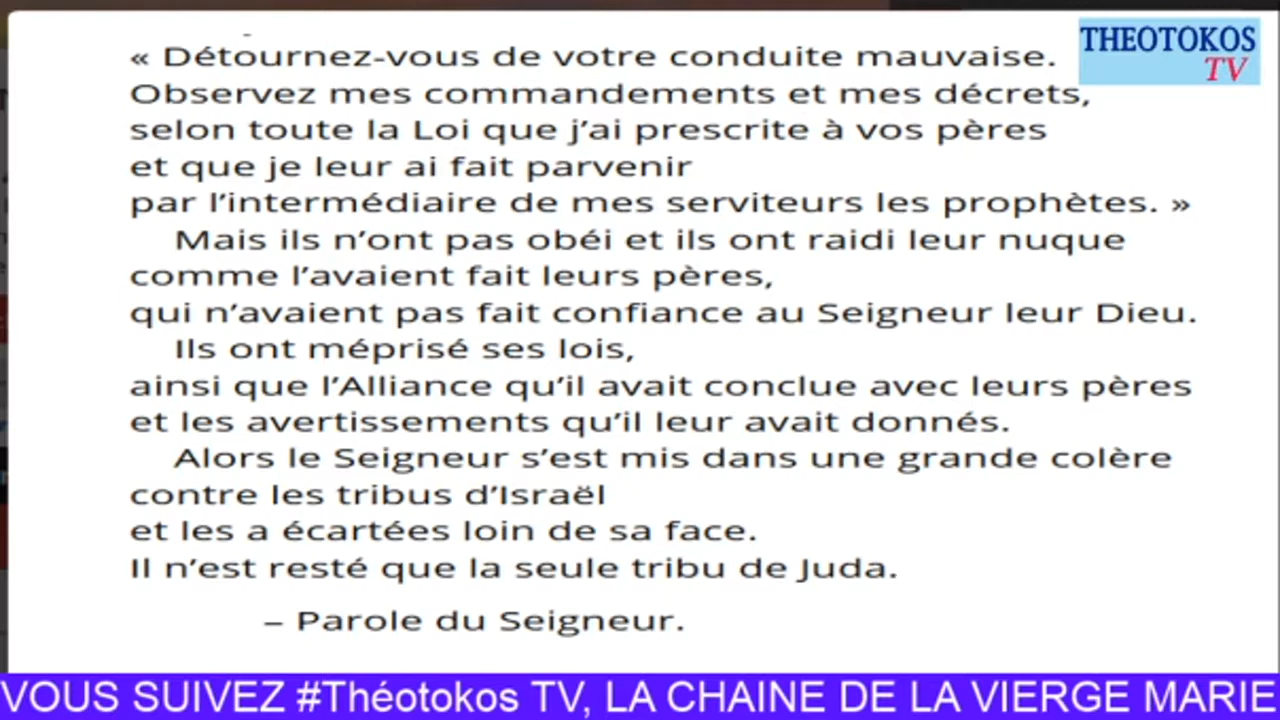 « Détournez-vous de votre conduite mauvaise.
THEOTOKOS
TV
Observez mes commandements et mes décrets,
selon toute la Loi que j’ai prescrite à vos pères
et que je leur ai fait parvenir
par l’intermédiaire de mes serviteurs les prophètes. »
Mais ils n’ont pas obéi et ils ont raidi leur nuque
comme l’avaient fait leurs pères,
qui n’avaient pas fait confiance au Seigneur leur Dieu.
Ils ont méprisé ses lois,
ainsi que l’Alliance qu’il avait conclue avec leurs pères
et les avertissements qu’il leur avait donnés.
Alors le Seigneur s’est mis dans une grande colère
contre les tribus d’Israël
et les a écartées loin de sa face.
Il n’est resté que la seule tribu de Juda.
– Parole du Seigneur.
VOUS SUIVEZ #Théotokos TV, LA CHAINE DE LA VIERGE MARIE